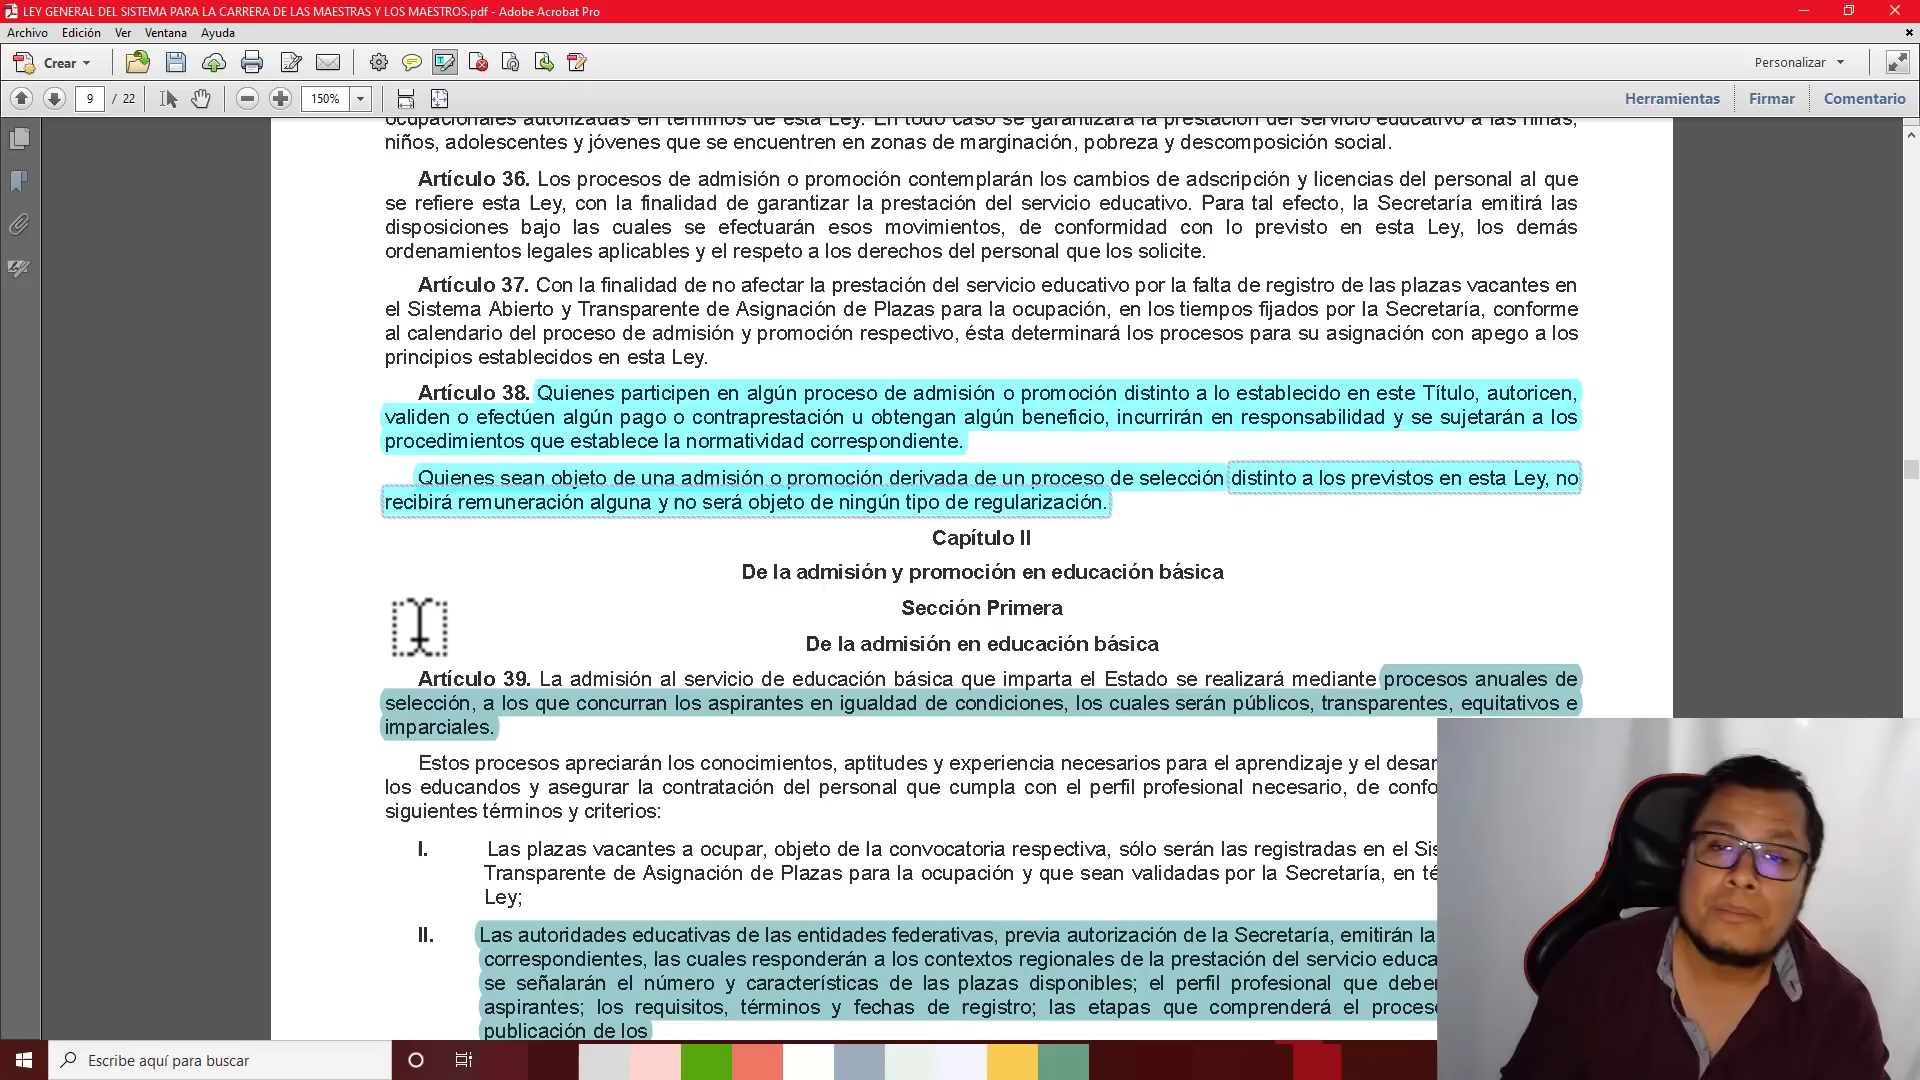 LEY GENERAL DEL SISTEMA PARA LA CARRERA DE LAS MAESTRAS Y LOS MAESTROS.pdf - Adobe Acrobat Pro
Archivo Edición Ver Ventana Ayuda
Crear
Personalizar
9 / 22
150%
Herramientas Firmar Comentario
ocupacionales autorizadas en términos de esta Ley. En todo caso se garantizará la prestación del servicio educativo a las niñas,
niños, adolescentes y jóvenes que se encuentren en zonas de marginación, pobreza y descomposición social.
Artículo 36. Los procesos de admisión o promoción contemplarán los cambios de adscripción y licencias del personal al que
se refiere esta Ley, con la finalidad de garantizar la prestación del servicio educativo. Para tal efecto, la Secretaría emitirá las
disposiciones bajo las cuales se efectuarán esos movimientos, de conformidad con lo previsto en esta Ley, los demás
ordenamientos legales aplicables y el respeto a los derechos del personal que los solicite.
Artículo 37. Con la finalidad de no afectar la prestación del servicio educativo por la falta de registro de las plazas vacantes en
el Sistema Abierto y Transparente de Asignación de Plazas para la ocupación, en los tiempos fijados por la Secretaría, conforme
al calendario del proceso de admisión y promoción respectivo, ésta determinará los procesos para su asignación con apego a los
principios establecidos en esta Ley.
Artículo 38. Quienes participen en algún proceso de admisión o promoción distinto a lo establecido en este Título, autoricen,
validen o efectúen algún pago o contraprestación u obtengan algún beneficio, incurrirán en responsabilidad y se sujetarán a los
procedimientos que establece la normatividad correspondiente.
Quienes sean objeto de una admisión o promoción derivada de un proceso de selección distinto a los previstos en esta Ley, no
recibirá remuneración alguna y no será objeto de ningún tipo de regularización.
Capítulo II
De la admisión y promoción en educación básica
Sección Primera
De la admisión en educación básica
Artículo 39. La admisión al servicio de educación básica que imparta el Estado se realizará mediante procesos anuales de
selección, a los que concurran los aspirantes en igualdad de condiciones, los cuales serán públicos, transparentes, equitativos e
imparciales.
Estos procesos apreciarán los conocimientos, aptitudes y experiencia necesarios para el aprendizaje y el desar
los educandos y asegurar la contratación del personal que cumpla con el perfil profesional necesario, de confo
siguientes términos y criterios:
I. Las plazas vacantes a ocupar, objeto de la convocatoria respectiva, sólo serán las registradas en el Sis
Transparente de Asignación de Plazas para la ocupación y que sean validadas por la Secretaría, en té
Ley;
II. Las autoridades educativas de las entidades federativas, previa autorización de la Secretaría, emitirán la
correspondientes, las cuales responderán a los contextos regionales de la prestación del servicio educa
se señalarán el número y características de las plazas disponibles; el perfil profesional que debe
aspirantes; los requisitos, términos y fechas de registro; las etapas que comprenderá el proces
publicación de los
Escribe aquí para buscar